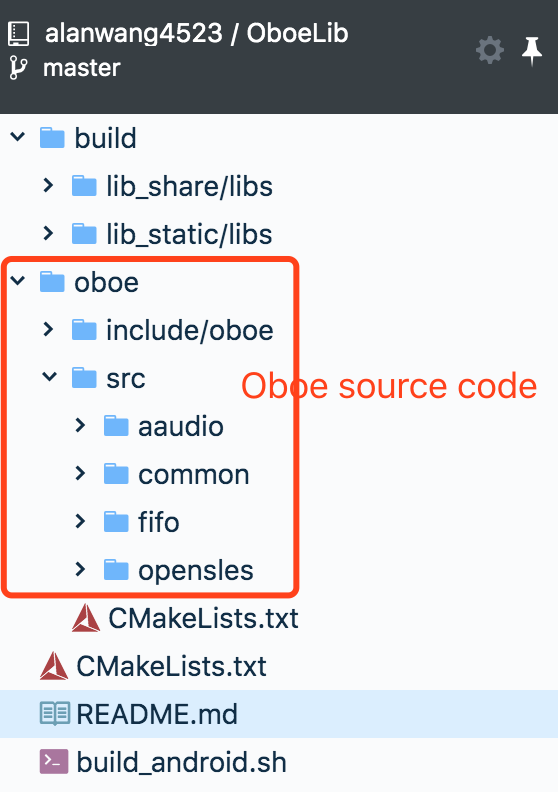 alanwang4523 / OboeLib
master
build
lib_share/libs
lib_static/libs
oboe
include/oboe
src
Oboe source code
aaudio
common
fifo
opensles
CMakeLists.txt
CMakeLists.txt
README.md
build_android.sh